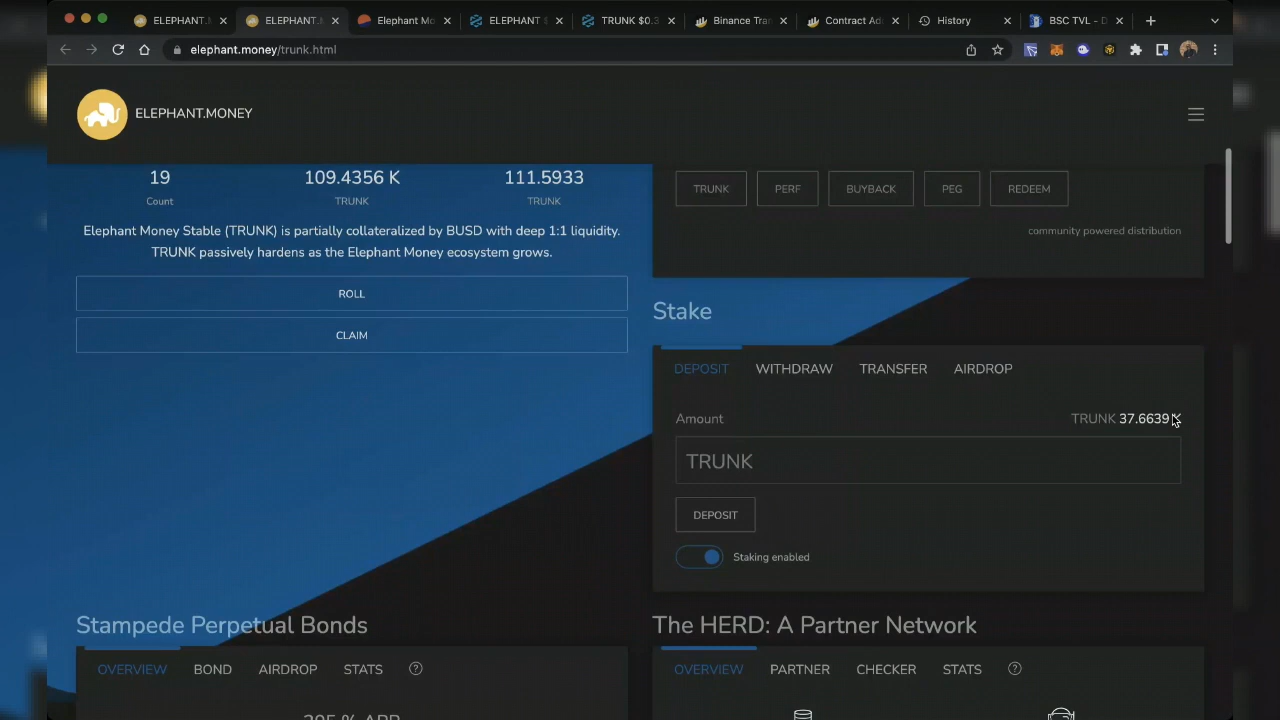 ELEPHANT.M
ELEPHANT.M
Elephant Mo
ELEPHANT $
TRUNK $0.3
Binance Tran
Contract Ad
History
BSC TVL - D
elephant.money/trunk.html
ELEPHANT.MONEY
19
109.4356 K
111.5933
Count
TRUNK
TRUNK
Elephant Money Stable (TRUNK) is partially collateralized by BUSD with deep 1:1 liquidity.
TRUNK passively hardens as the Elephant Money ecosystem grows.
ROLL
CLAIM
TRUNK
PERF
BUYBACK
PEG
REDEEM
community powered distribution
Stake
DEPOSIT
WITHDRAW
TRANSFER
AIRDROP
Amount
TRUNK 37.6639 K
TRUNK
DEPOSIT
Staking enabled
Stampede Perpetual Bonds
OVERVIEW
BOND
AIRDROP
STATS
The HERD: A Partner Network
OVERVIEW
PARTNER
CHECKER
STATS